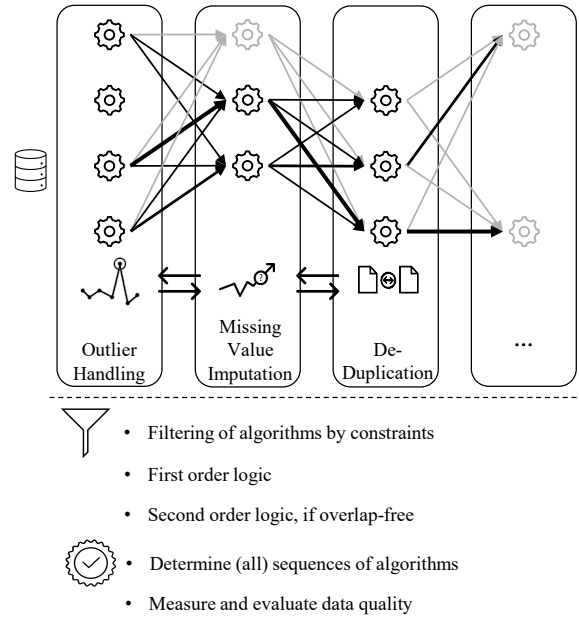 ?
Outlier
Handling
Missing
Value
Imputation
De-
Duplication
...
• Filtering of algorithms by constraints
• First order logic
• Second order logic, if overlap-free
• Determine (all) sequences of algorithms
• Measure and evaluate data quality